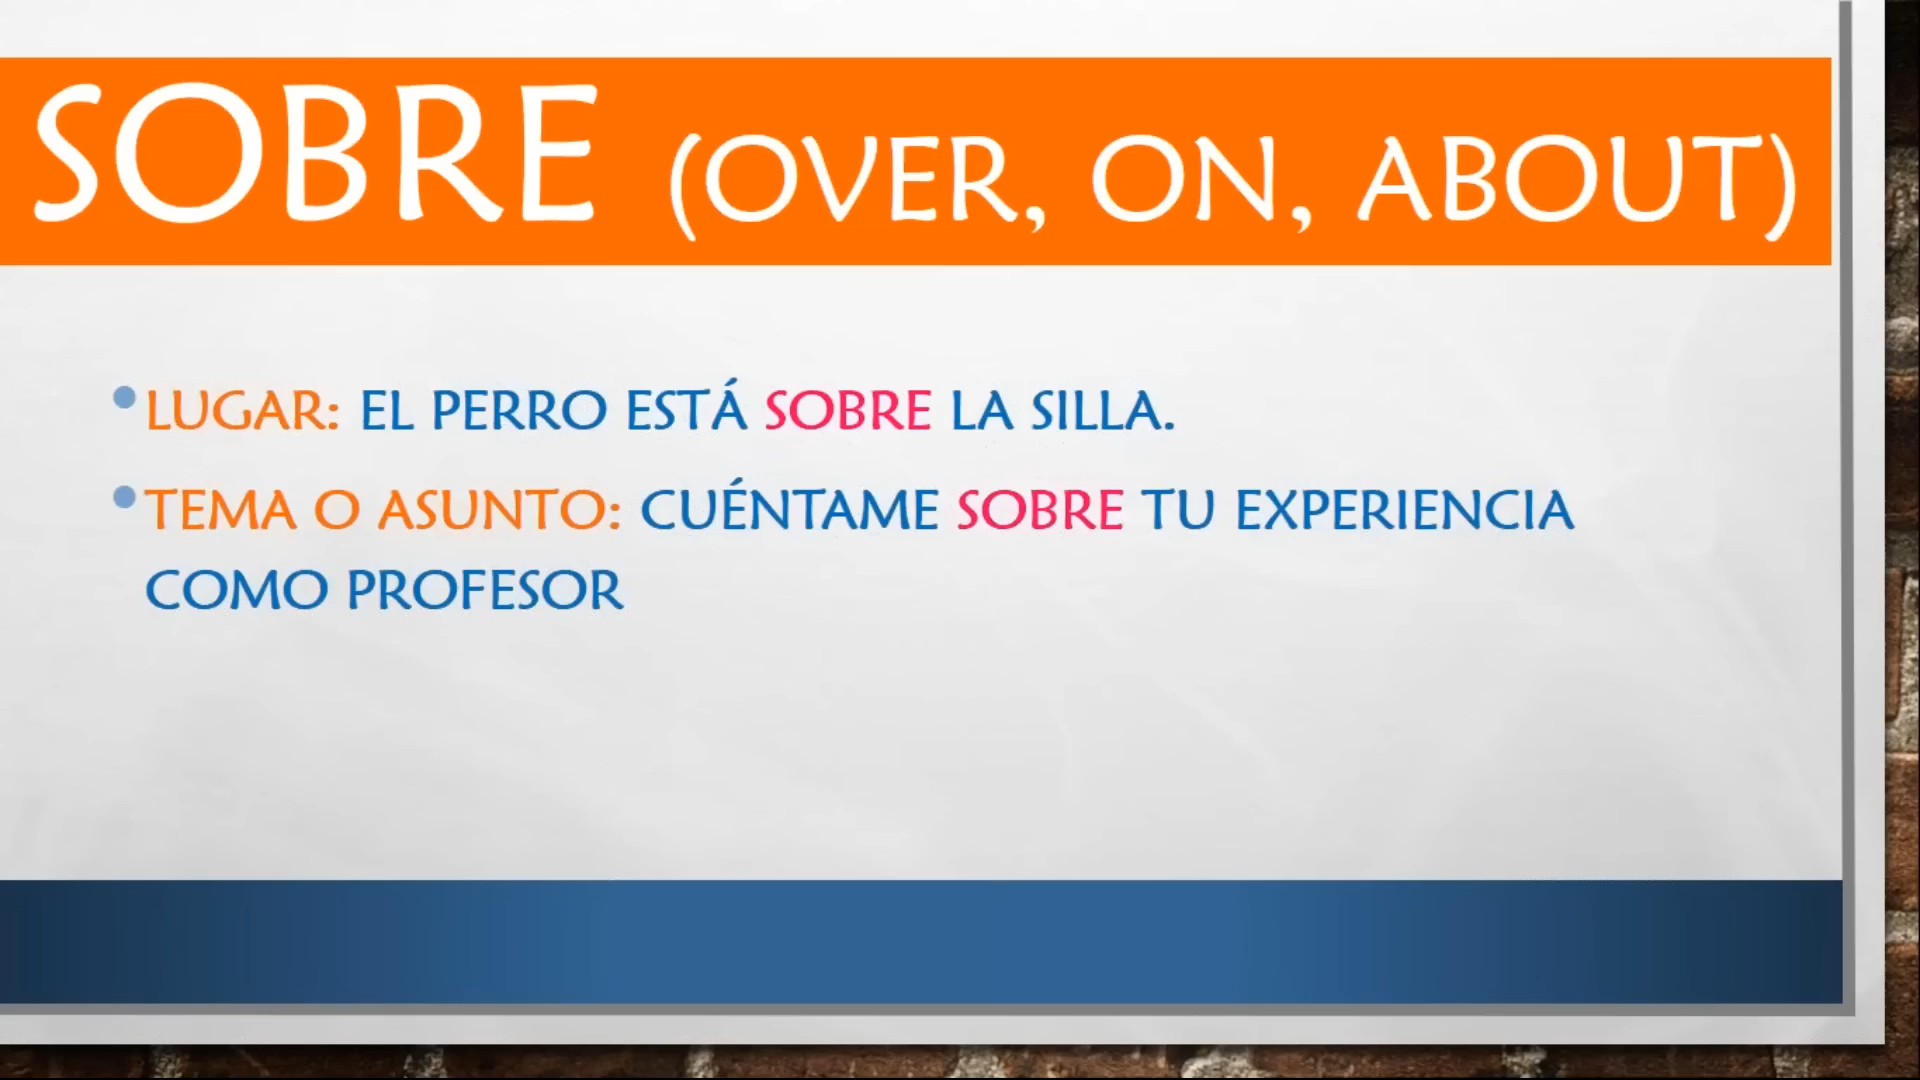 SOBRE (OVER, ON, ABOUT)
• LUGAR: EL PERRO ESTÁ SOBRE LA SILLA.
• TEMA O ASUNTO: CUÉNTAME SOBRE TU EXPERIENCIA
COMO PROFESOR